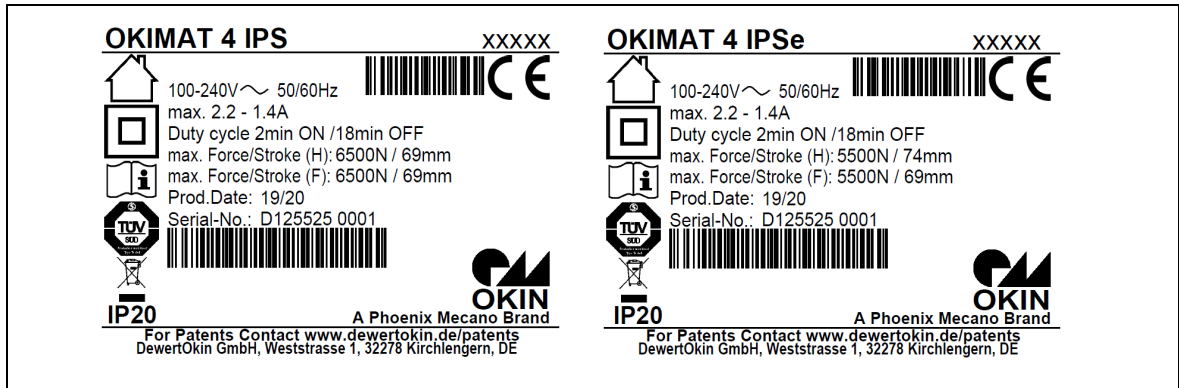 OKIMAT 4 IPS xxxxx
100-240V~ 50/60Hz
max. 2.2 - 1.4A
Duty cycle 2min ON /18min OFF
max. Force/Stroke (H): 6500N / 69mm
max. Force/Stroke (F): 6500N / 69mm
Prod.Date: 19/20
Serial-No.: D125525 0001
TÜV
SÜD
OKIN
IP20
A Phoenix Mecano Brand
For Patents Contact www.dewertokin.de/patents
DewertOkin GmbH, Weststrasse 1, 32278 Kirchlengern, DE
OKIMAT 4 IPSe xxxxx
100-240V~ 50/60Hz
max. 2.2 - 1.4A
Duty cycle 2min ON /18min OFF
max. Force/Stroke (H): 5500N / 74mm
max. Force/Stroke (F): 5500N / 69mm
Prod.Date: 19/20
Serial-No.: D125525 0001
TÜV
SÜD
OKIN
IP20
A Phoenix Mecano Brand
For Patents Contact www.dewertokin.de/patents
DewertOkin GmbH, Weststrasse 1, 32278 Kirchlengern, DE